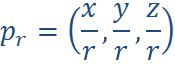 p_r = (x/r, y/r, z/r)